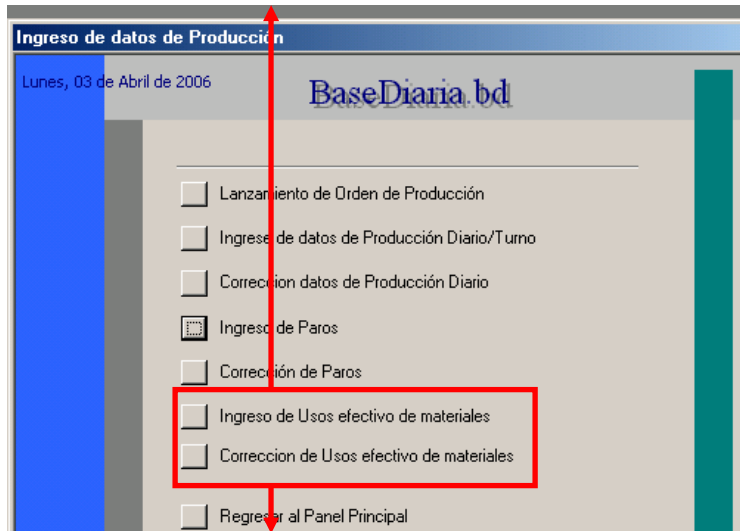 Ingreso de datos de Producción
Lunes, 03 de Abril de 2006
BaseDiaria.bd
Lanzamiento de Orden de Producción
Ingrese de datos de Producción Diario/Turno
Correccion datos de Producción Diario
Ingreso de Paros
Corrección de Paros
Ingreso de Usos efectivo de materiales
Correccion de Usos efectivo de materiales
Regresar al Panel Principal